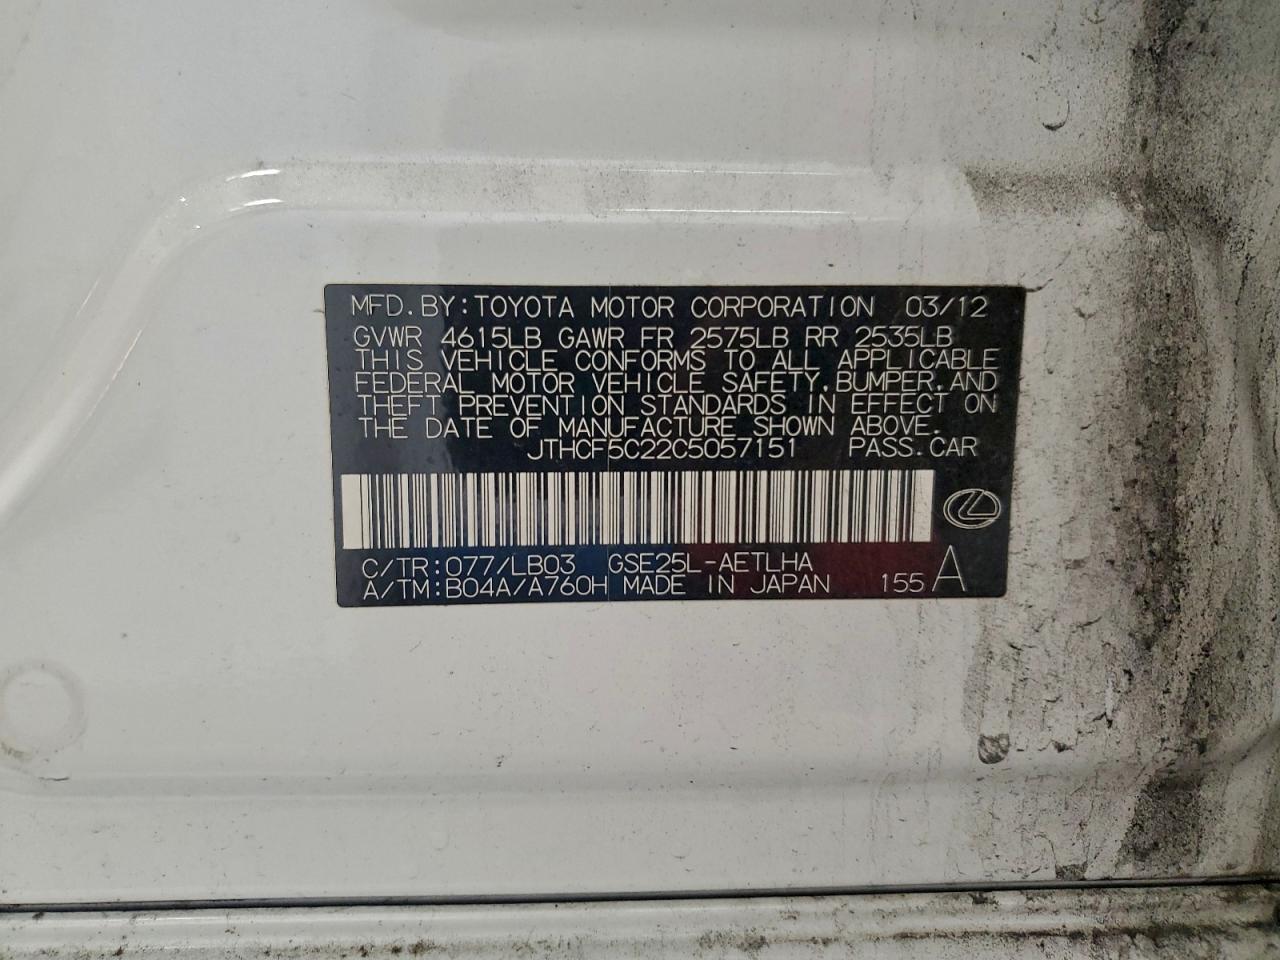 MFD.BY:TOYOTA MOTOR CORPORATION 03/12
GVWR 4615LB GAWR FR 2575LB RR 2535LB
THIS VEHICLE CONFORMS TO ALL APPLICABLE
FEDERAL MOTOR VEHICLE SAFETY,BUMPER,AND
THEFT PREVENTION STANDARDS IN EFFECT ON
THE DATE OF MANUFACTURE SHOWN ABOVE.
JTHCF5C22C5057151 PASS.CAR
C/TR:077/LB03 GSE25L-AETLHA
A/TM:B04A/A760H MADE IN JAPAN 155 A